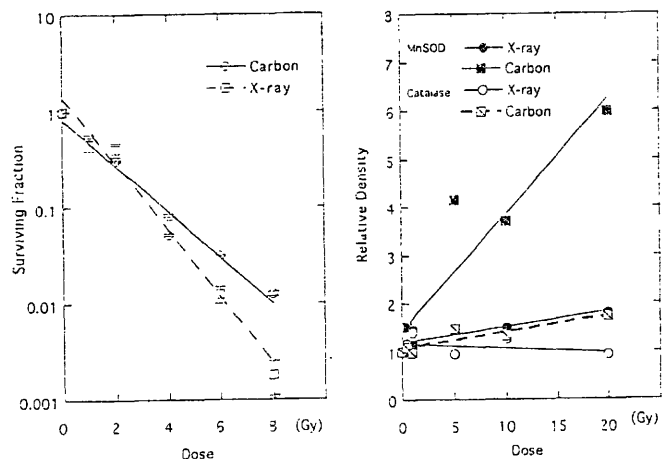 10
1
0.1
0.01
0.001
Surviving Fraction
Carbon
X-ray
0
2
4
6
8
(Gy)
Dose
8
7
6
5
4
3
2
1
0
Relative Density
MnSOD
X-ray
Carbon
Catalase
X-ray
Carbon
0
5
10
15
20
(Gy)
Dose